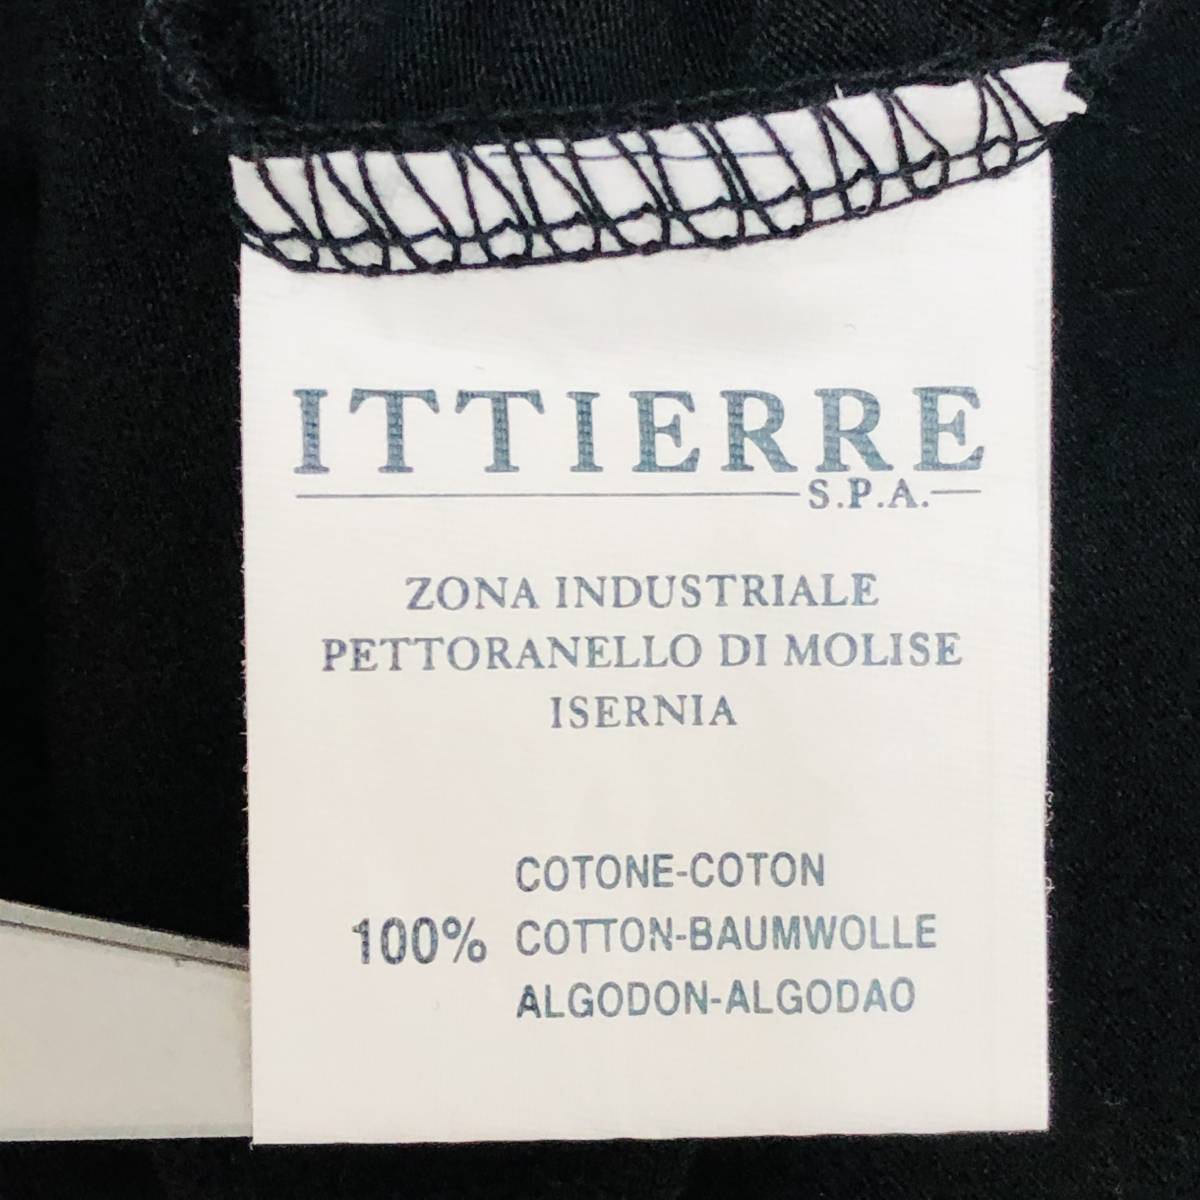 ITTIERRE
S.P.A.
ZONA INDUSTRIALE
PETTORANELLO DI MOLISE
ISERNIA
COTONE-COTON
100% COTTON-BAUMWOLLE
ALGODON-ALGODAO